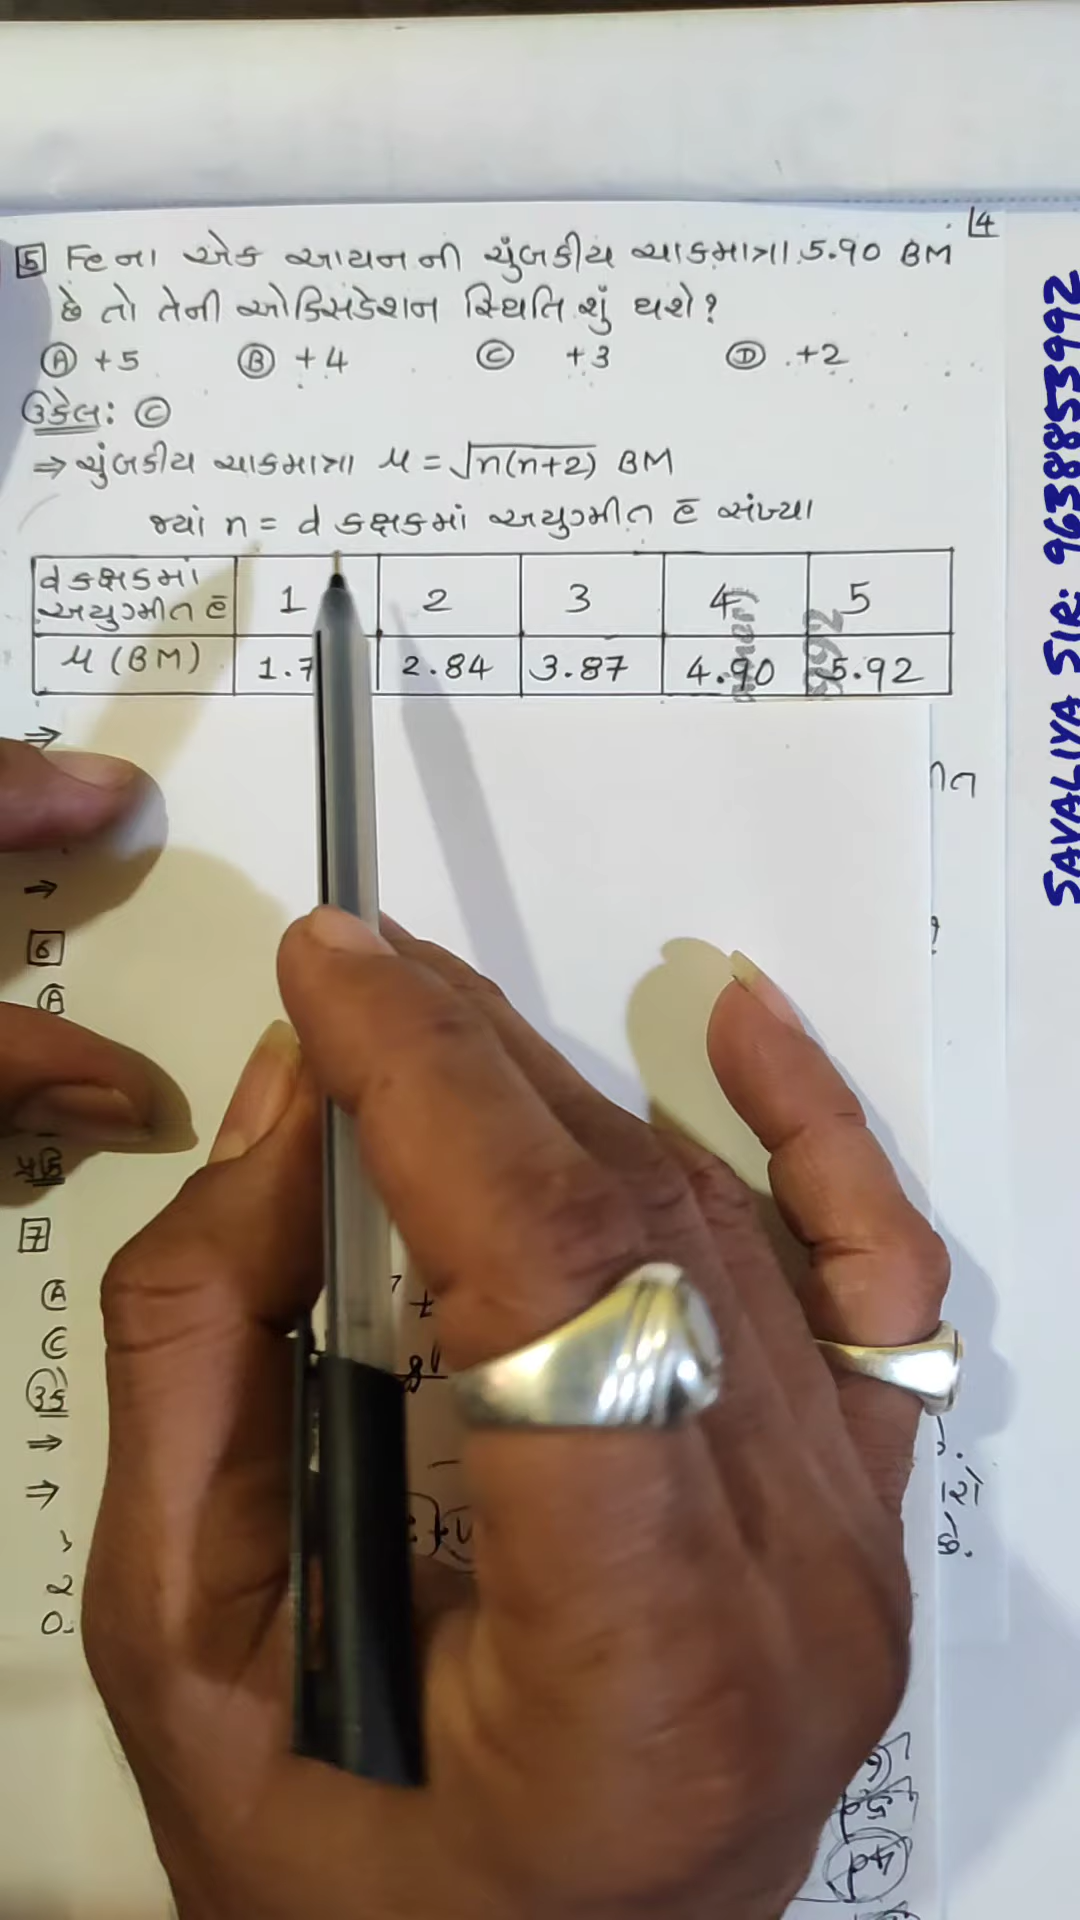 4
5 Fe ના એક આયનની ચુંબકીય ચાકમાત્રા 5.90 BM
છે તો તેની ઓક્સિડેશન સ્થિતિ શું થશે?
A +5 B +4 C +3 D +2
ઉકેલ: C
⇒ ચુંબકીય ચાકમાત્રા μ = √n(n+2) BM
જ્યાં n = d કક્ષકમાં અયુગ્મીત ē સંખ્યા
d કક્ષકમાં અયુગ્મીત ē 1 2 3 4 5
μ (BM) 1.7 2.84 3.87 4.90 5.92
⇒
→
6
A
7
A
C
⇒
⇒
2
0
SAVALIYA SIR: 9638853992